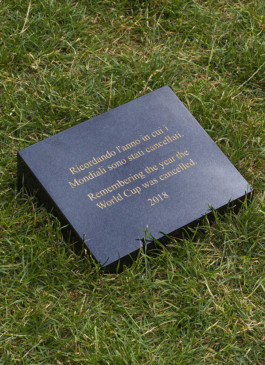 Ricordando l'anno in cui i
Mondiali sono stati cancellati.
Remembering the year the
World Cup was cancelled.
2018